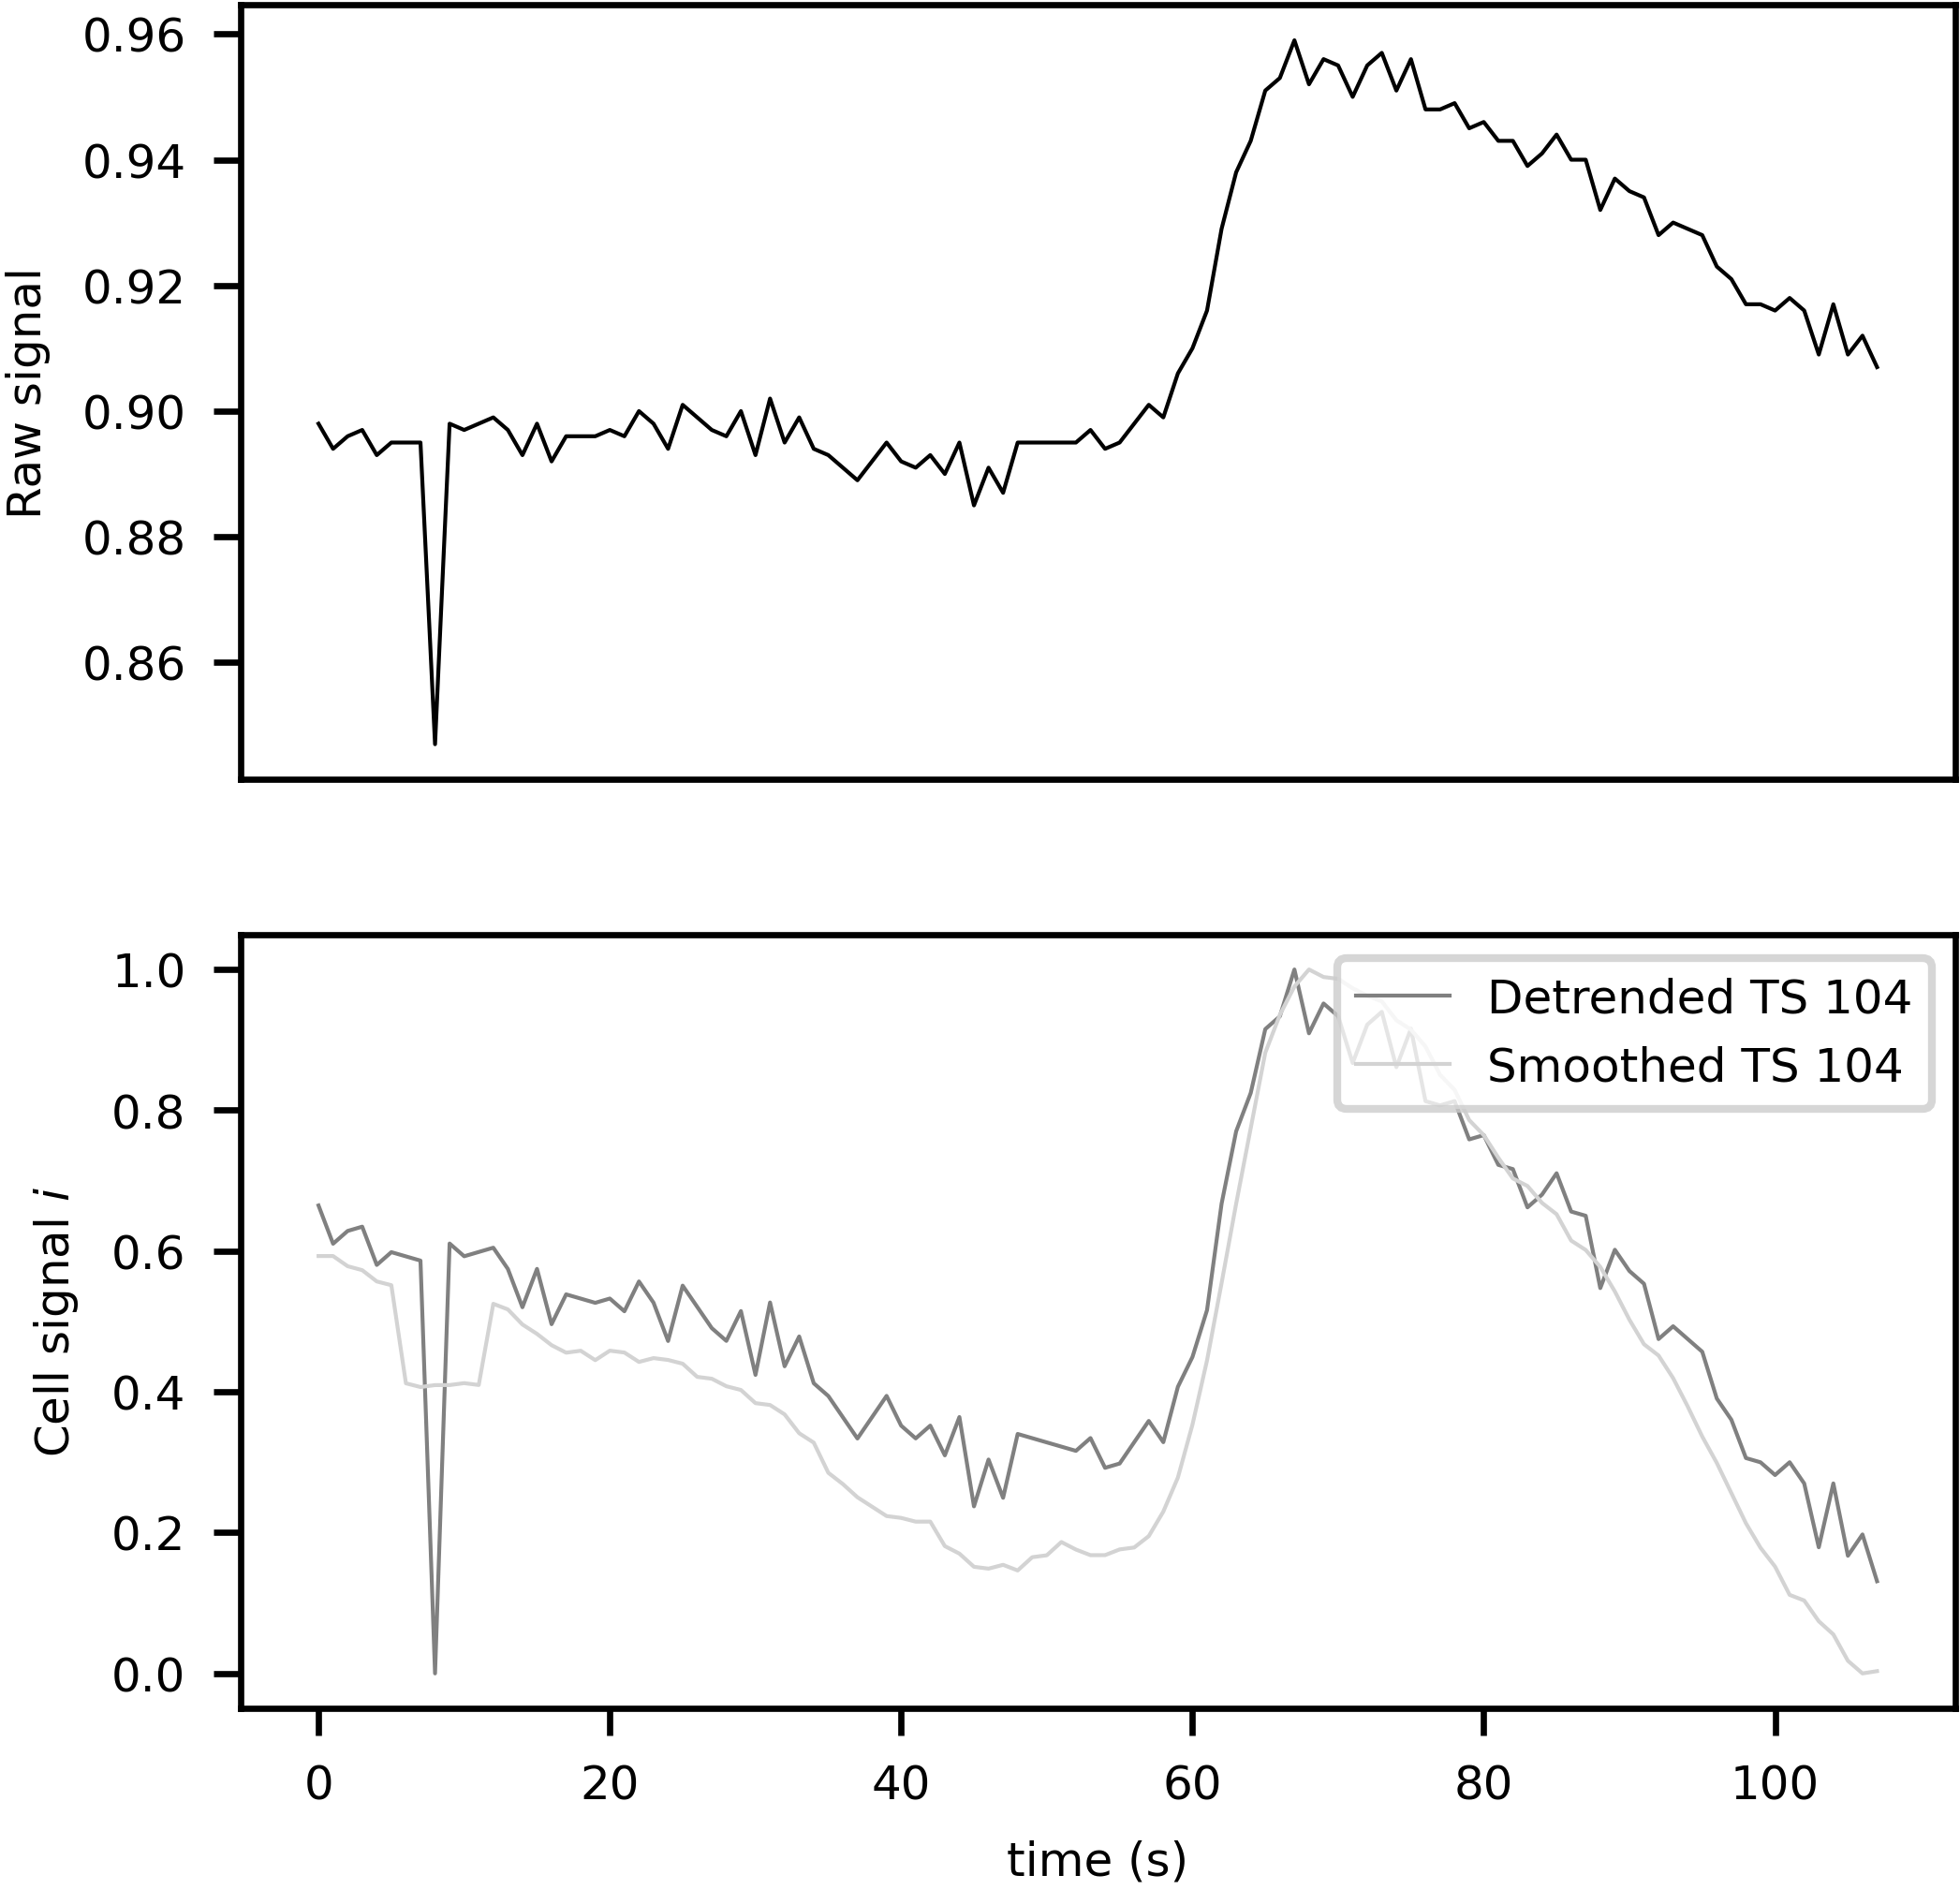 0.96
0.94
0.92
0.90
0.88
0.86
Raw signal
1.0
0.8
0.6
0.4
0.2
0.0
Cell signal i
Detrended TS 104
Smoothed TS 104
0 20 40 60 80 100
time (s)